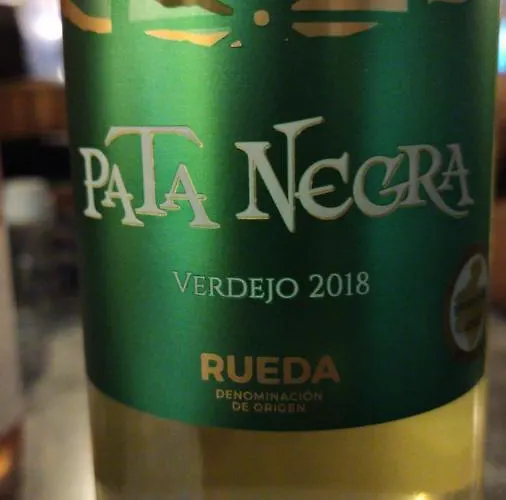 PATA NEGRA
VERDEJO 2018
RUEDA
DENOMINACIÓN
DE ORIGEN